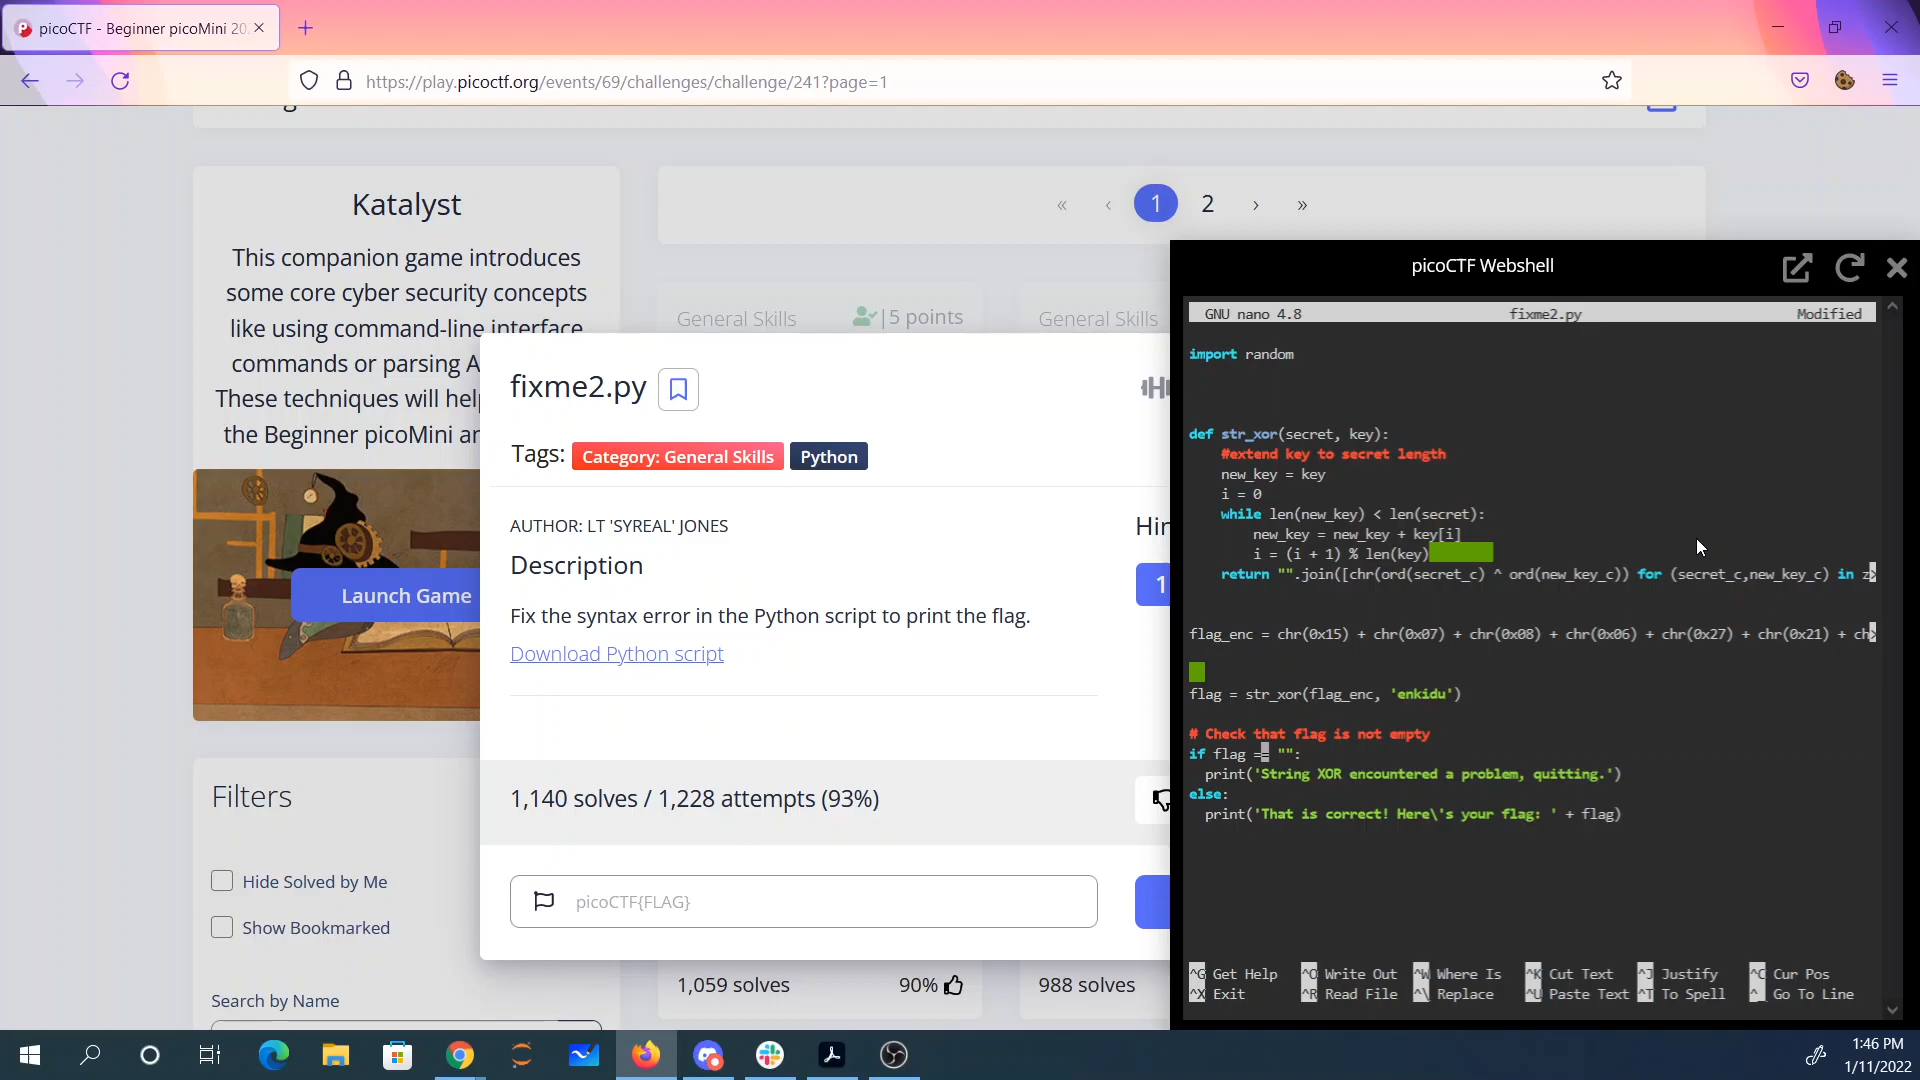 picoCTF - Beginner picoMini 20
https://play.picoctf.org/events/69/challenges/challenge/241?page=1
Katalyst
This companion game introduces
some core cyber security concepts
like using command-line interface
commands or parsing A
These techniques will hel
the Beginner picoMini a
Launch Game
Filters
Hide Solved by Me
Show Bookmarked
Search by Name
« ‹ 1 2 › »
General Skills | 5 points
General Skills
fixme2.py
Tags: Category: General Skills Python
AUTHOR: LT 'SYREAL' JONES
Hin
Description
1
Fix the syntax error in the Python script to print the flag.
Download Python script
1,140 solves / 1,228 attempts (93%)
picoCTF{FLAG}
1,059 solves 90%
988 solves
picoCTF Webshell
GNU nano 4.8 fixme2.py Modified
import random
def str_xor(secret, key):
#extend key to secret length
new_key = key
i = 0
while len(new_key) < len(secret):
new_key = new_key + key[i]
i = (i + 1) % len(key)
return "".join([chr(ord(secret_c) ^ ord(new_key_c)) for (secret_c,new_key_c) in z>
flag_enc = chr(0x15) + chr(0x07) + chr(0x08) + chr(0x06) + chr(0x27) + chr(0x21) + ch>
flag = str_xor(flag_enc, 'enkidu')
# Check that flag is not empty
if flag == "":
print('String XOR encountered a problem, quitting.')
else:
print('That is correct! Here\'s your flag: ' + flag)
^G Get Help ^O Write Out ^W Where Is ^K Cut Text ^J Justify ^C Cur Pos
^X Exit ^R Read File ^\ Replace ^U Paste Text ^T To Spell ^_ Go To Line
1:46 PM
1/11/2022